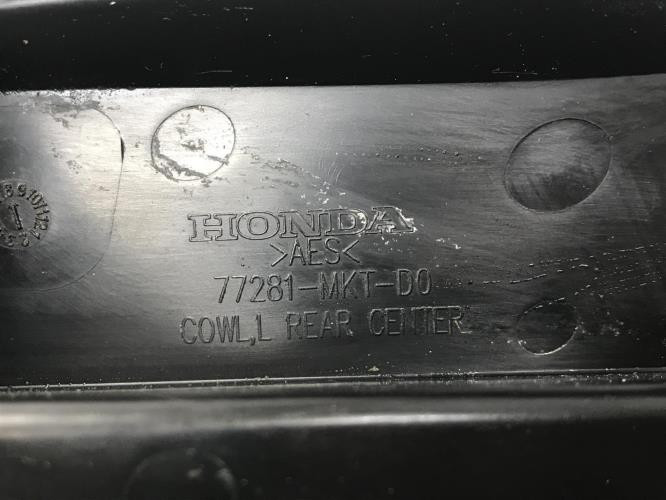 HONDA
>AES<
77281-MKT-D0
COWL,L REAR CENTER